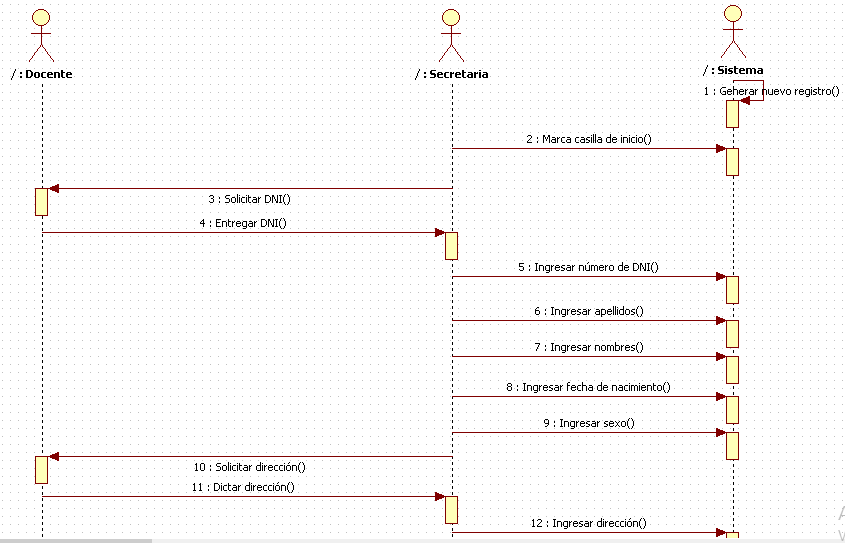 / : Docente
/ : Secretaria
/ : Sistema
1 : Generar nuevo registro()
2 : Marca casilla de inicio()
3 : Solicitar DNI()
4 : Entregar DNI()
5 : Ingresar número de DNI()
6 : Ingresar apellidos()
7 : Ingresar nombres()
8 : Ingresar fecha de nacimiento()
9 : Ingresar sexo()
10 : Solicitar dirección()
11 : Dictar dirección()
12 : Ingresar dirección()